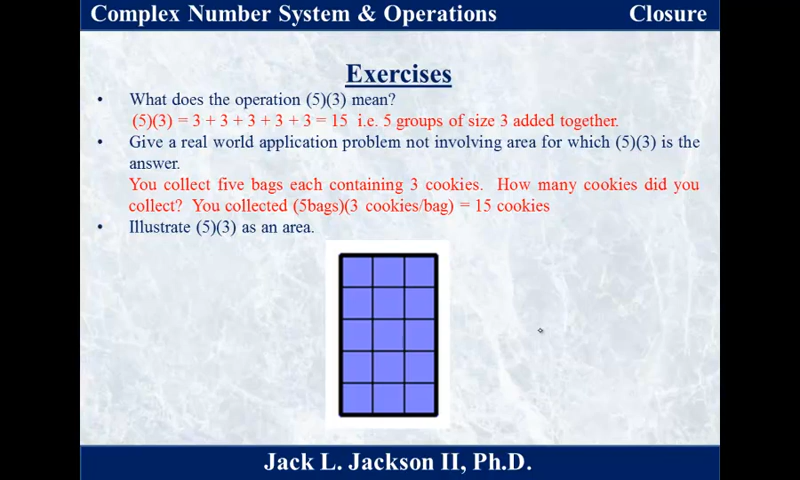 Complex Number System & Operations Closure
Exercises
• What does the operation (5)(3) mean?
(5)(3) = 3 + 3 + 3 + 3 + 3 = 15 i.e. 5 groups of size 3 added together.
• Give a real world application problem not involving area for which (5)(3) is the
answer.
You collect five bags each containing 3 cookies. How many cookies did you
collect? You collected (5bags)(3 cookies/bag) = 15 cookies
• Illustrate (5)(3) as an area.
Jack L. Jackson II, Ph.D.